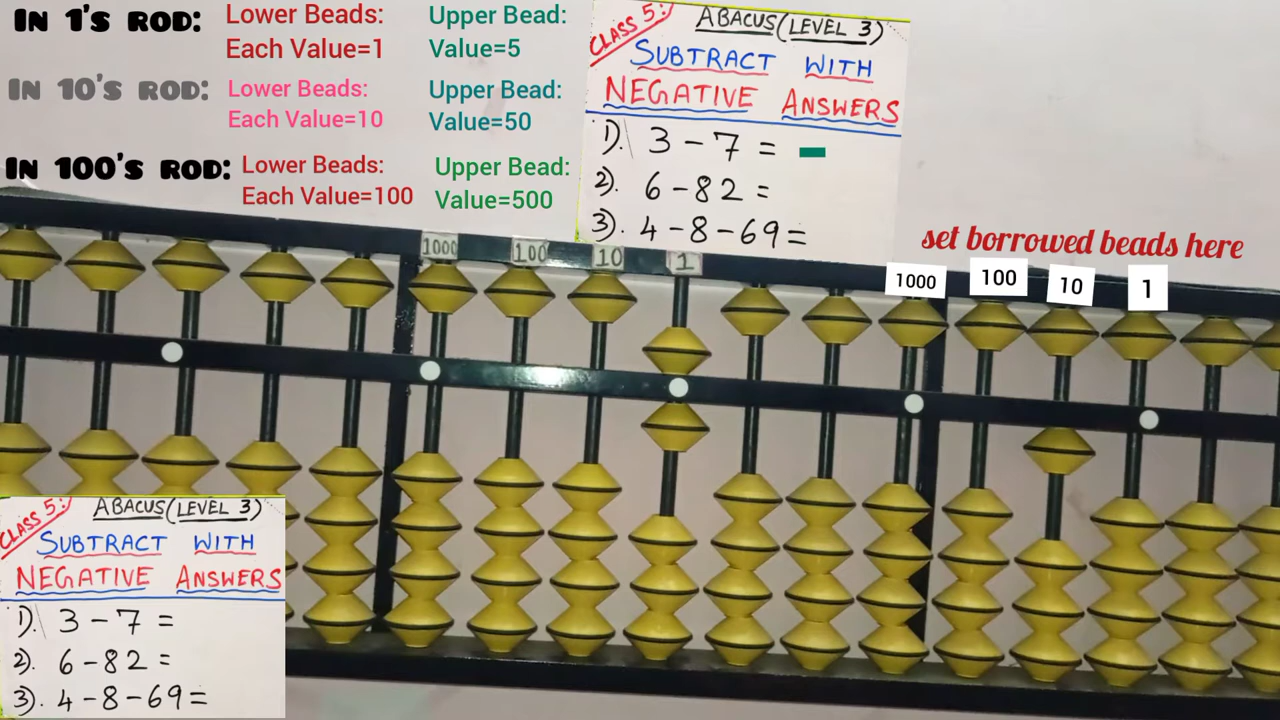 IN 1'S ROD:
Lower Beads:
Each Value=1
Upper Bead:
Value=5
IN 10'S ROD:
Lower Beads:
Each Value=10
Upper Bead:
Value=50
IN 100'S ROD:
Lower Beads:
Each Value=100
Upper Bead:
Value=500
CLASS 5:
ABACUS (LEVEL 3)
SUBTRACT WITH
NEGATIVE ANSWERS
1). 3 - 7 = -
2). 6 - 82 =
3). 4 - 8 - 69 =
set borrowed beads here
1000 100 10 1
1000 100 10 1
CLASS 5:
ABACUS (LEVEL 3)
SUBTRACT WITH
NEGATIVE ANSWERS
1). 3 - 7 =
2). 6 - 82 =
3). 4 - 8 - 69 =